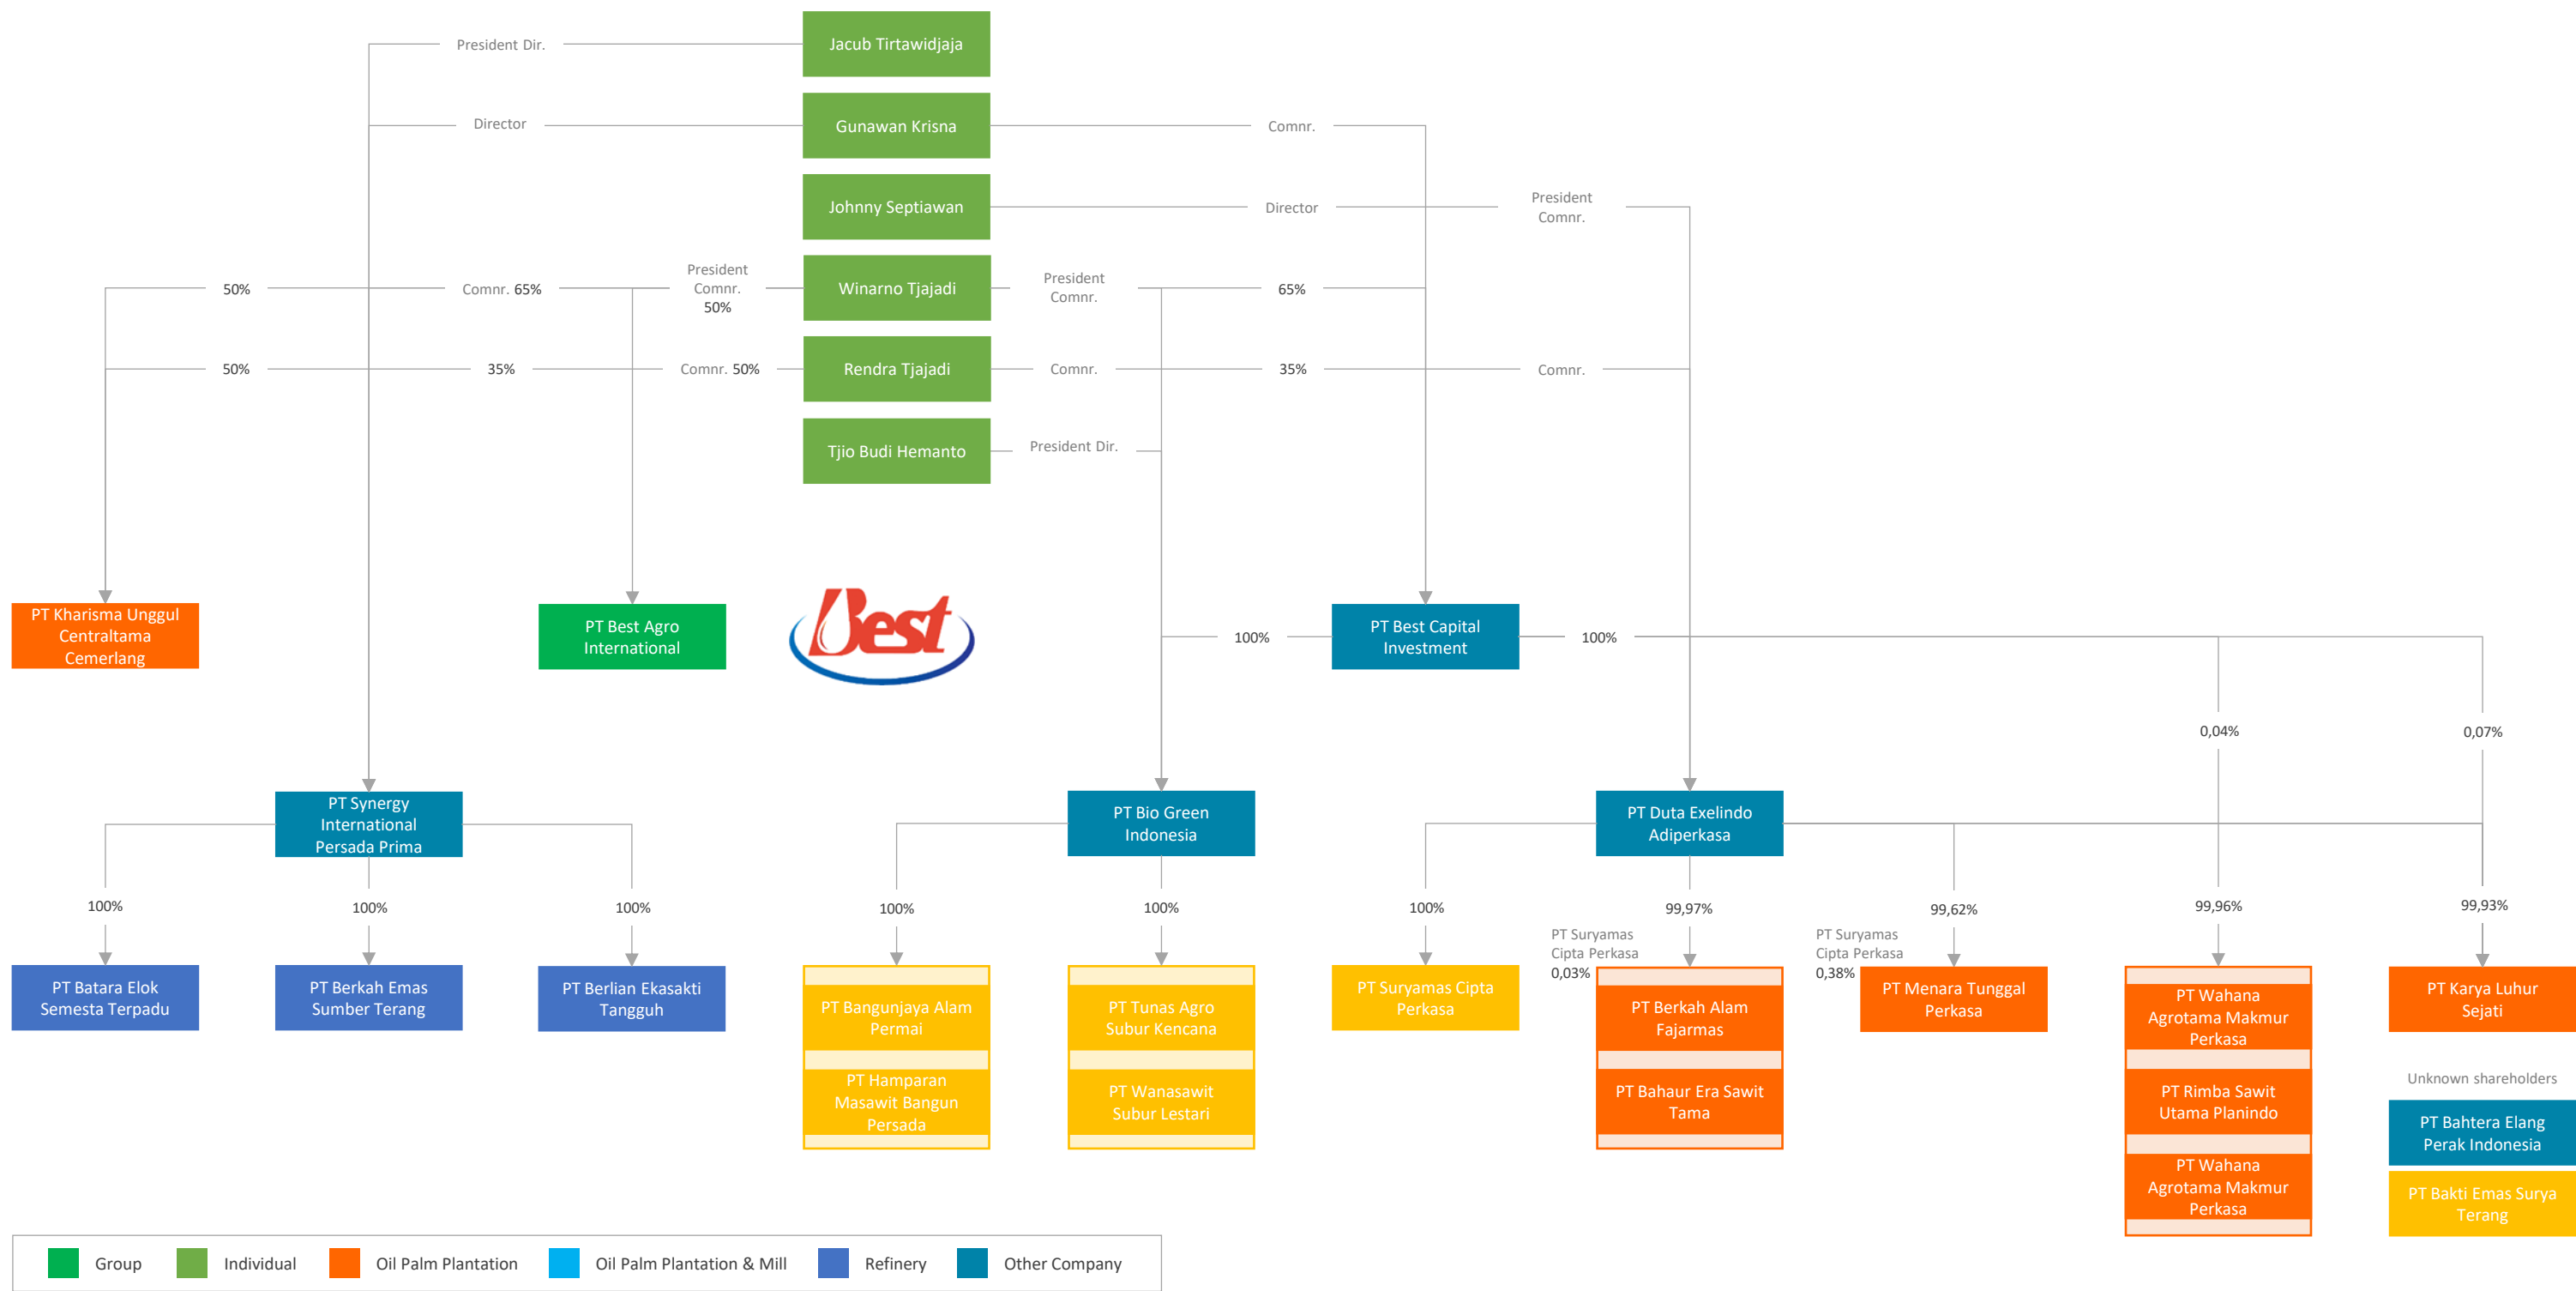 Jacub Tirtawidjaja
President Dir.
Gunawan Krisna
Director
Comnr.
Johnny Septiawan
Director
President
Comnr.
50%
Comnr. 65%
President
Comnr.
50%
Winarno Tjajadi
President
Comnr.
65%
50%
35%
Comnr. 50%
Rendra Tjajadi
Comnr.
35%
Comnr.
Tjio Budi Hemanto
President Dir.
PT Kharisma Unggul
Centraltama
Cemerlang
PT Best Agro
International
Best
100%
PT Best Capital
Investment
100%
0,04%
0,07%
PT Synergy
International
Persada Prima
PT Bio Green
Indonesia
PT Duta Exelindo
Adiperkasa
100%
100%
100%
100%
100%
100%
99,97%
99,62%
99,96%
99,93%
PT Suryamas
Cipta Perkasa
0,03%
PT Suryamas
Cipta Perkasa
0,38%
PT Batara Elok
Semesta Terpadu
PT Berkah Emas
Sumber Terang
PT Berlian Ekasakti
Tangguh
PT Bangunjaya Alam
Permai
PT Hamparan
Masawit Bangun
Persada
PT Tunas Agro
Subur Kencana
PT Wanasawit
Subur Lestari
PT Suryamas Cipta
Perkasa
PT Berkah Alam
Fajarmas
PT Bahaur Era Sawit
Tama
PT Menara Tunggal
Perkasa
PT Wahana
Agrotama Makmur
Perkasa
PT Rimba Sawit
Utama Planindo
PT Wahana
Agrotama Makmur
Perkasa
PT Karya Luhur
Sejati
Unknown shareholders
PT Bahtera Elang
Perak Indonesia
PT Bakti Emas Surya
Terang
Group
Individual
Oil Palm Plantation
Oil Palm Plantation & Mill
Refinery
Other Company